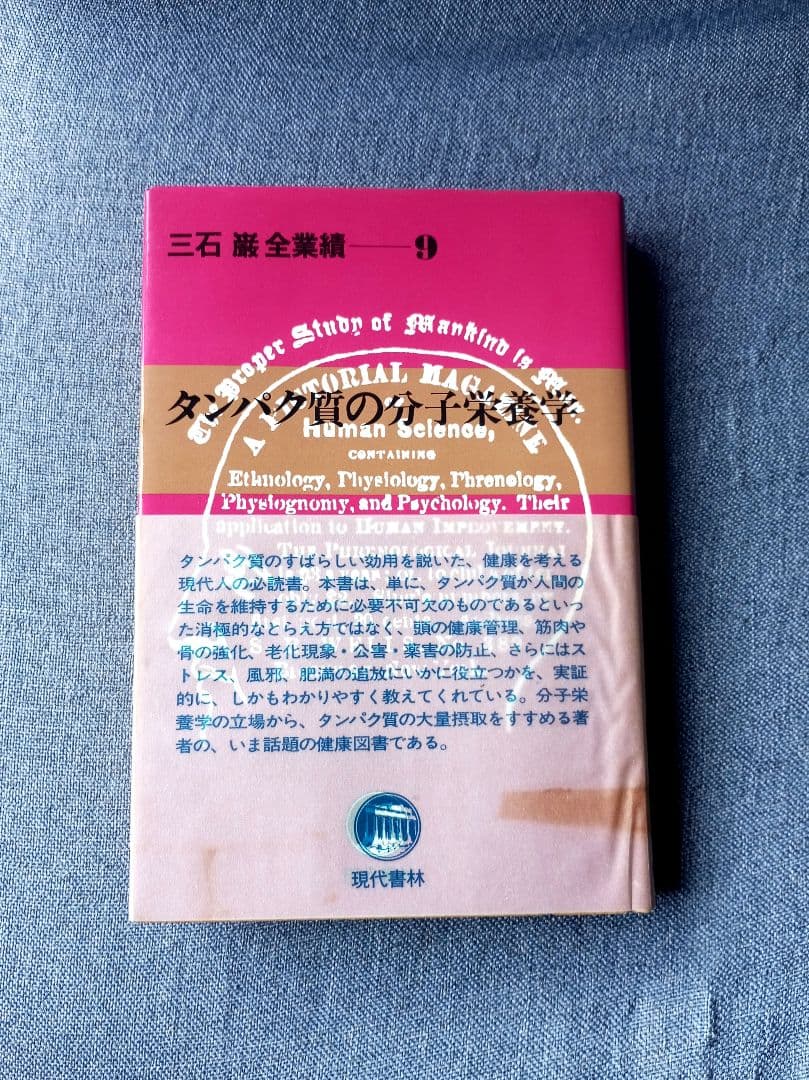 三石 巌 全業績——9
The Proper Study of Mankind is Man.
A PICTORIAL MAGAZINE
タンパク質の分子栄養学
Human Science,
CONTAINING
Ethnology, Physiology, Phrenology,
Physiognomy, and Psychology. Their
application to HUMAN IMPROVEMENT.
THE PHRENOLOGICAL JOURNAL
タンパク質のすばらしい効用を説いた、健康を考える
現代人の必読書。本書は、単に、タンパク質が人間の
生命を維持するために必要不可欠のものであるといっ
た消極的なとらえ方ではなく、頭の健康管理、筋肉や
骨の強化、老化現象・公害・薬害の防止、さらにはス
トレス、風邪、肥満の追放にいかに役立つかを、実証
的に、しかもわかりやすく教えてくれている。分子栄
養学の立場から、タンパク質の大量摂取をすすめる著
者の、いま話題の健康図書である。
現代書林